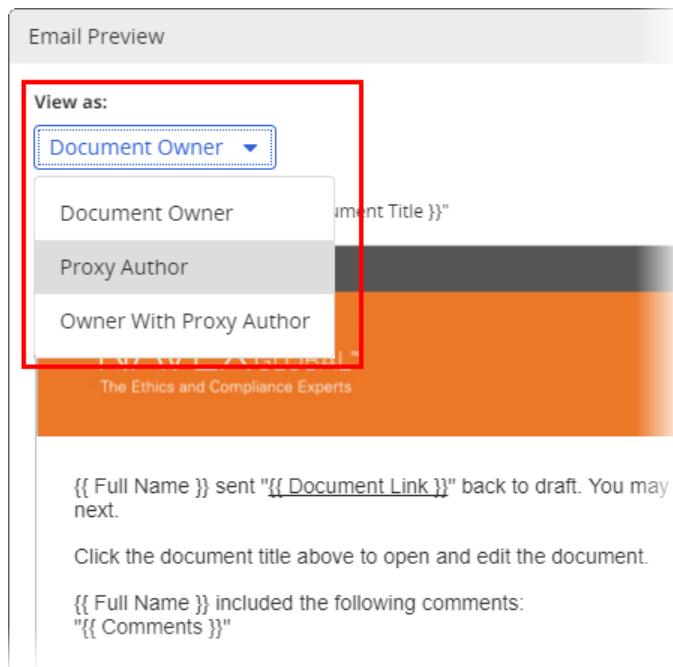 Email Preview
View as:
Document Owner
Document Owner
Title }}"
Proxy Author
Owner With Proxy Author
GLOBAL™
The Ethics and Compliance Experts
{{ Full Name }} sent "{{ Document Link }}" back to draft. You may
next.
Click the document title above to open and edit the document.
{{ Full Name }} included the following comments:
"{{ Comments }}"